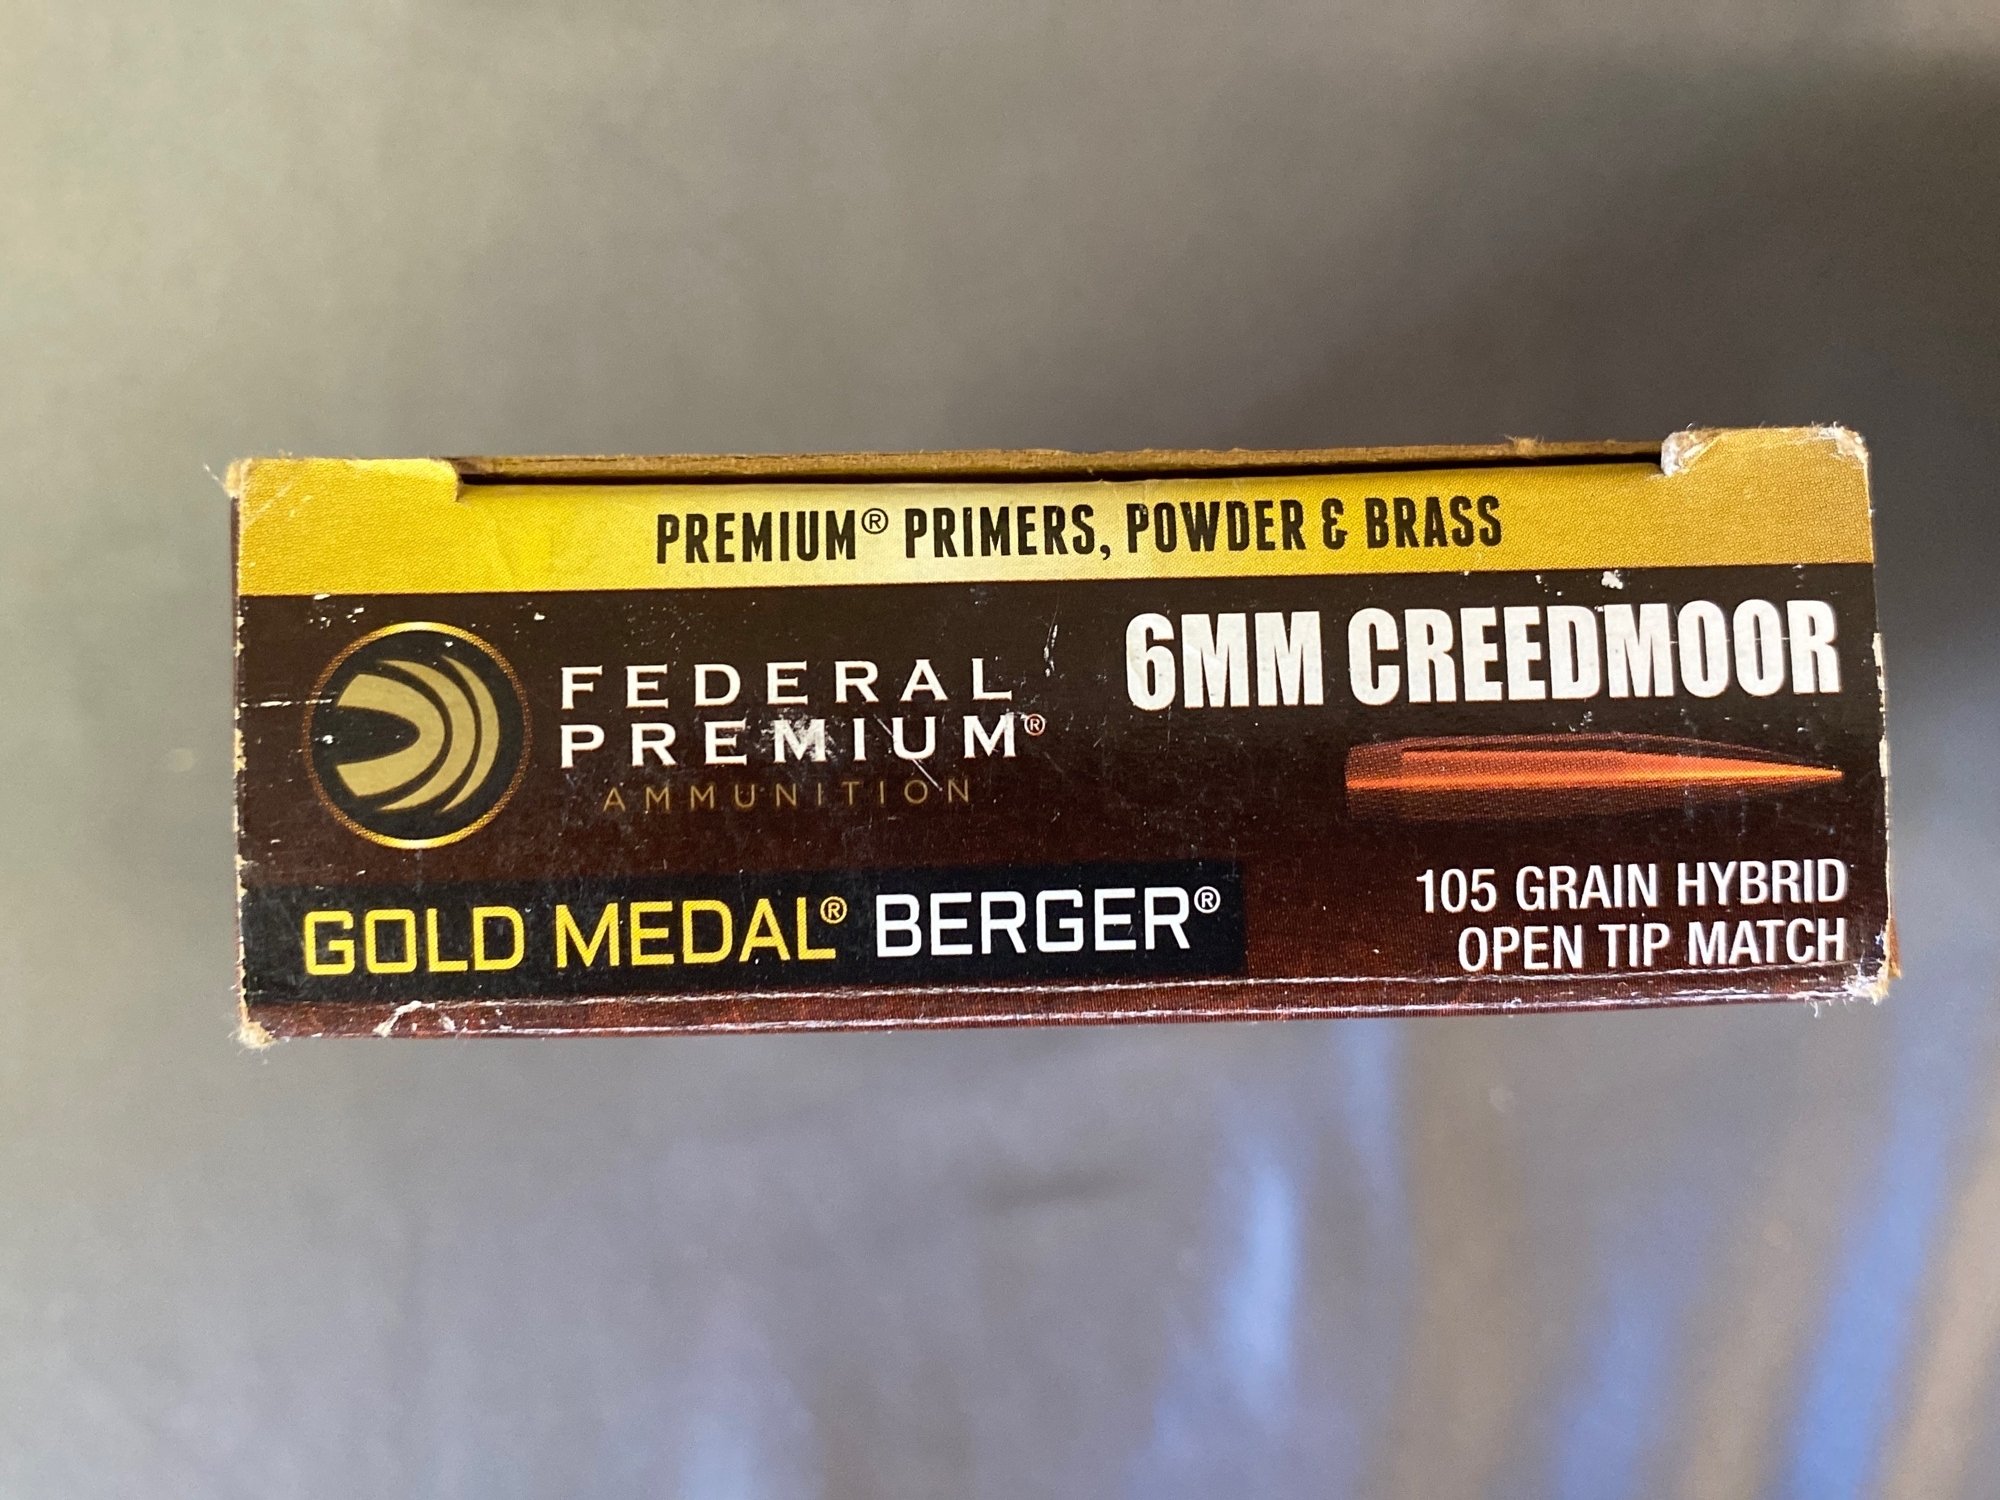 PREMIUM® PRIMERS, POWDER & BRASS
6MM CREEDMOOR
FEDERAL
PREMIUM®
AMMUNITION
GOLD MEDAL® BERGER®
105 GRAIN HYBRID
OPEN TIP MATCH